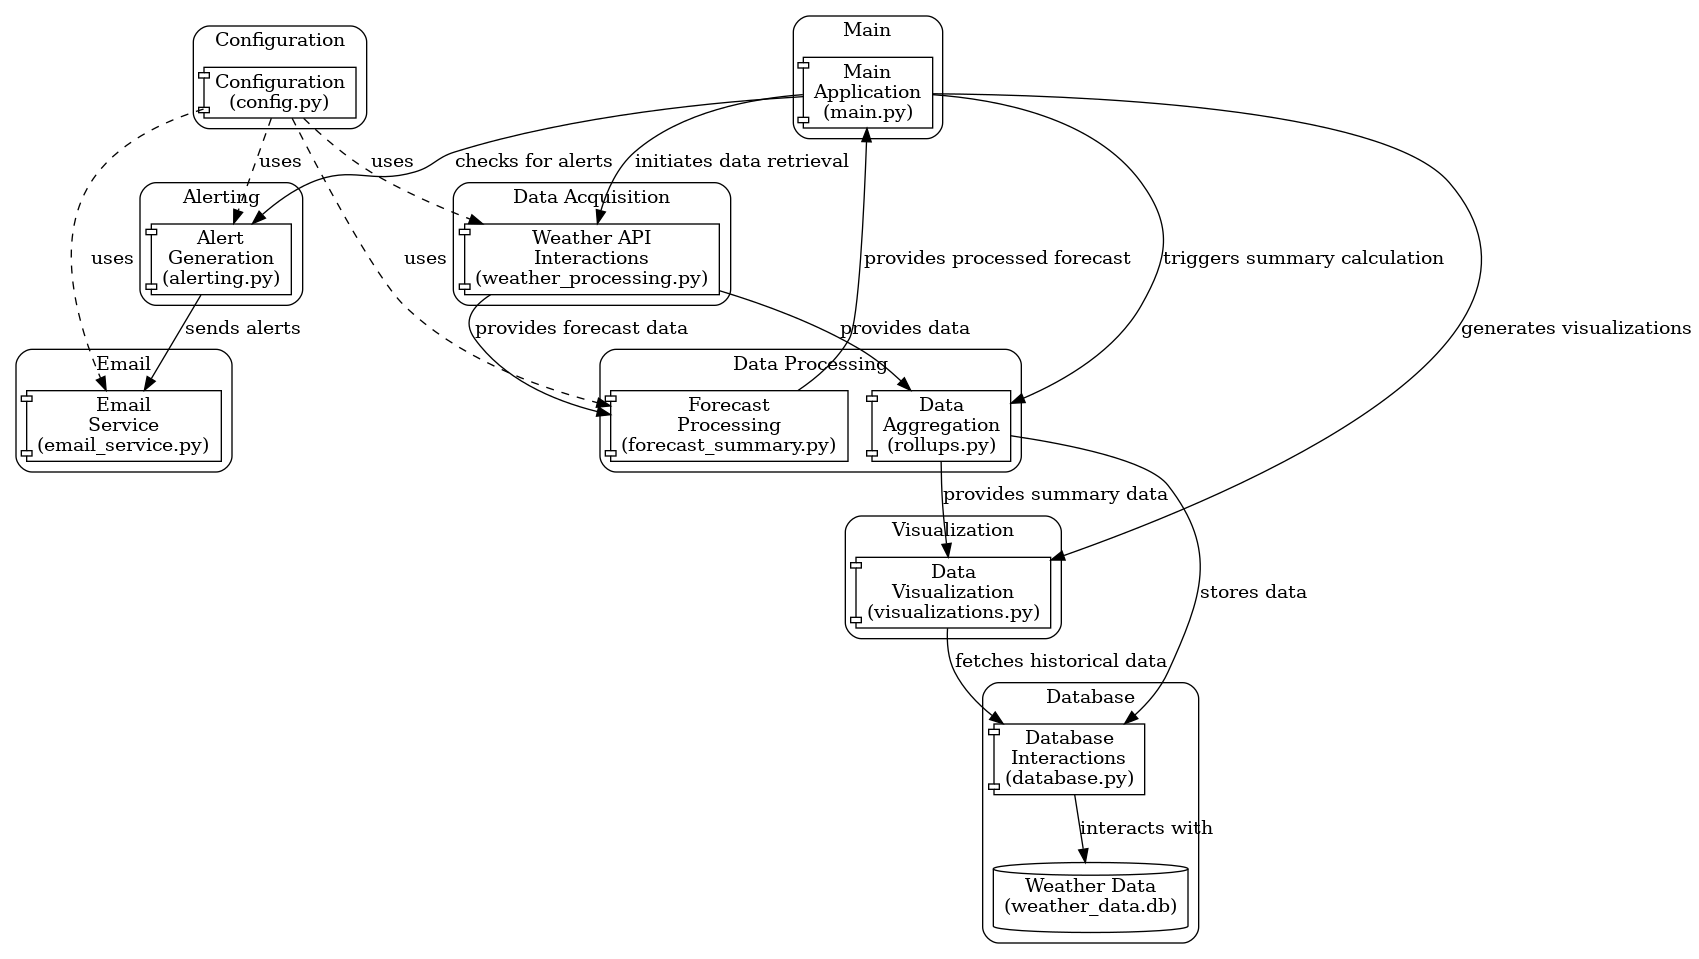 Configuration
Configuration
(config.py)
Main
Main
Application
(main.py)
uses
uses
checks for alerts
initiates data retrieval
Alerting
Alert
Generation
(alerting.py)
Data Acquisition
Weather API
Interactions
(weather_processing.py)
uses
uses
provides processed forecast
triggers summary calculation
sends alerts
provides forecast data
provides data
generates visualizations
Email
Email
Service
(email_service.py)
Data Processing
Forecast
Processing
(forecast_summary.py)
Data
Aggregation
(rollups.py)
provides summary data
Visualization
Data
Visualization
(visualizations.py)
stores data
fetches historical data
Database
Database
Interactions
(database.py)
interacts with
Weather Data
(weather_data.db)